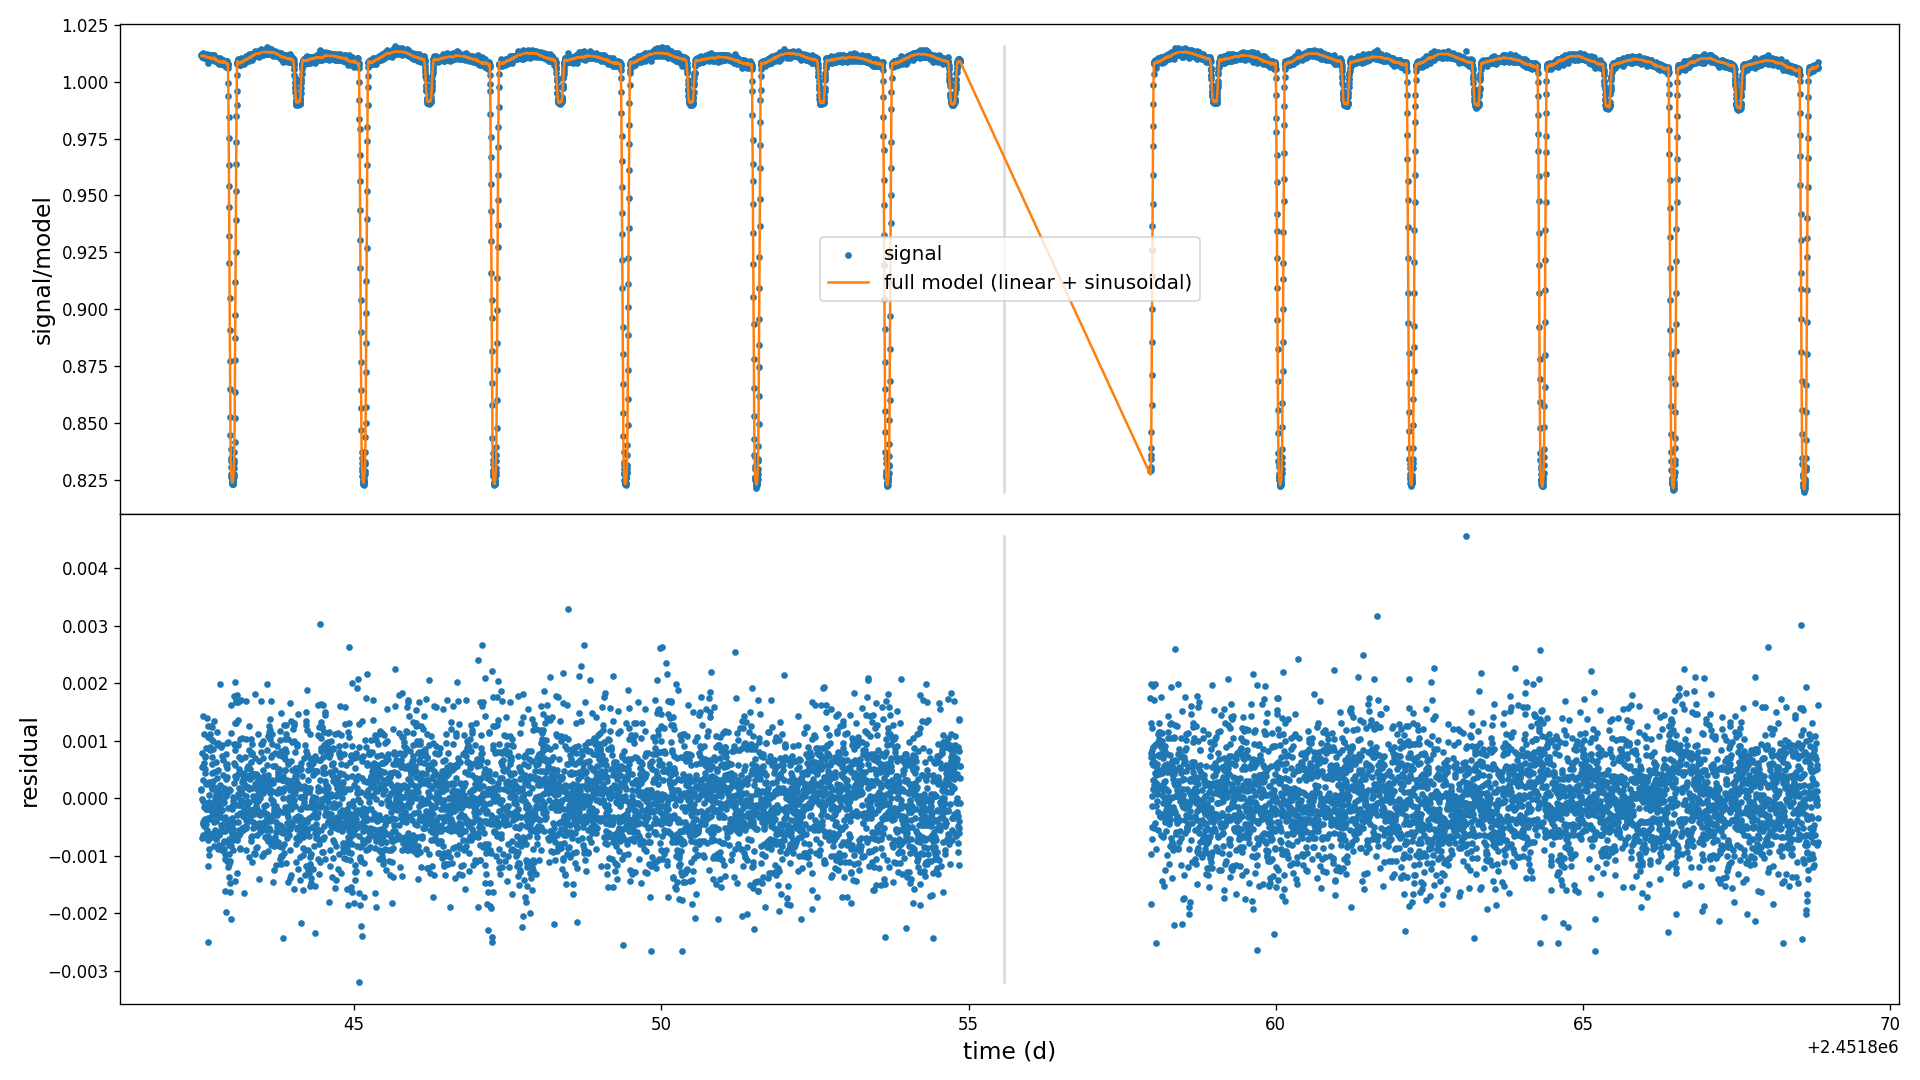 1.025
1.000
0.975
0.950
0.925
0.900
0.875
0.850
0.825
signal/model
signal
full model (linear + sinusoidal)
0.004
0.003
0.002
0.001
0.000
−0.001
−0.002
−0.003
residual
45 50 55 60 65 70
time (d)
+2.4518e6